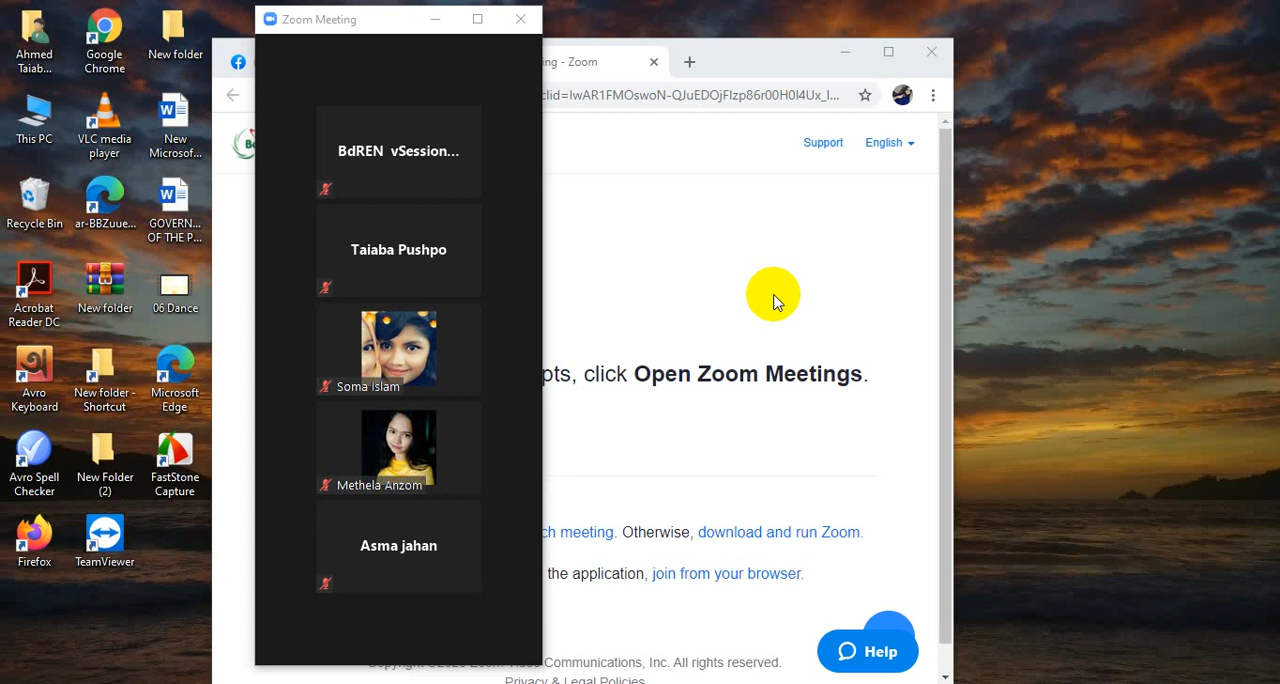 Ahmed
Taiab...
Google
Chrome
New folder
This PC
VLC media
player
New
Microsof...
Recycle Bin
ar-BBZuue...
GOVERN...
OF THE P...
Acrobat
Reader DC
New folder
06 Dance
Avro
Keyboard
New folder -
Shortcut
Microsoft
Edge
Avro Spell
Checker
New Folder
(2)
FastStone
Capture
Firefox
TeamViewer
Zoom Meeting
BdREN vSession...
Taiaba Pushpo
Soma Islam
Methela Anzom
Asma jahan
ng - Zoom
Support
English
pts, click Open Zoom Meetings.
ch meeting. Otherwise, download and run Zoom.
the application, join from your browser.
Communications, Inc. All rights reserved.
Privacy & Legal Policies
Help